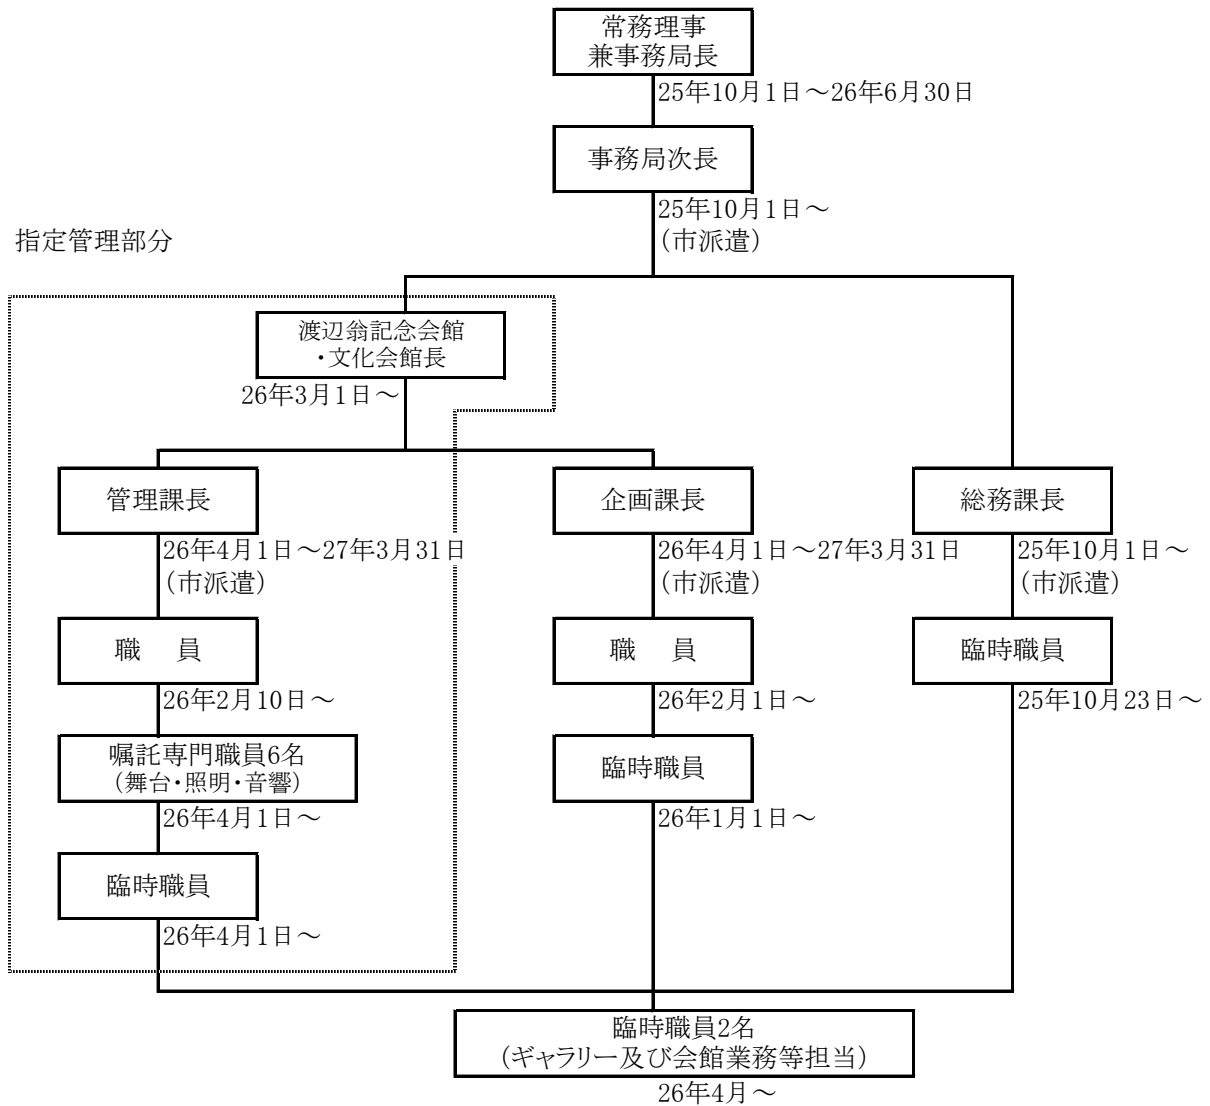 常務理事
兼事務局長
25年10月1日～26年6月30日
事務局次長
25年10月1日～
（市派遣）
指定管理部分
渡辺翁記念会館
・文化会館長
26年3月1日～
管理課長
26年4月1日～27年3月31日
（市派遣）
職　員
26年2月10日～
嘱託専門職員6名
（舞台・照明・音響）
26年4月1日～
臨時職員
26年4月1日～
企画課長
26年4月1日～27年3月31日
（市派遣）
職　員
26年2月1日～
臨時職員
26年1月1日～
総務課長
25年10月1日～
（市派遣）
臨時職員
25年10月23日～
臨時職員2名
（ギャラリー及び会館業務等担当）
26年4月～